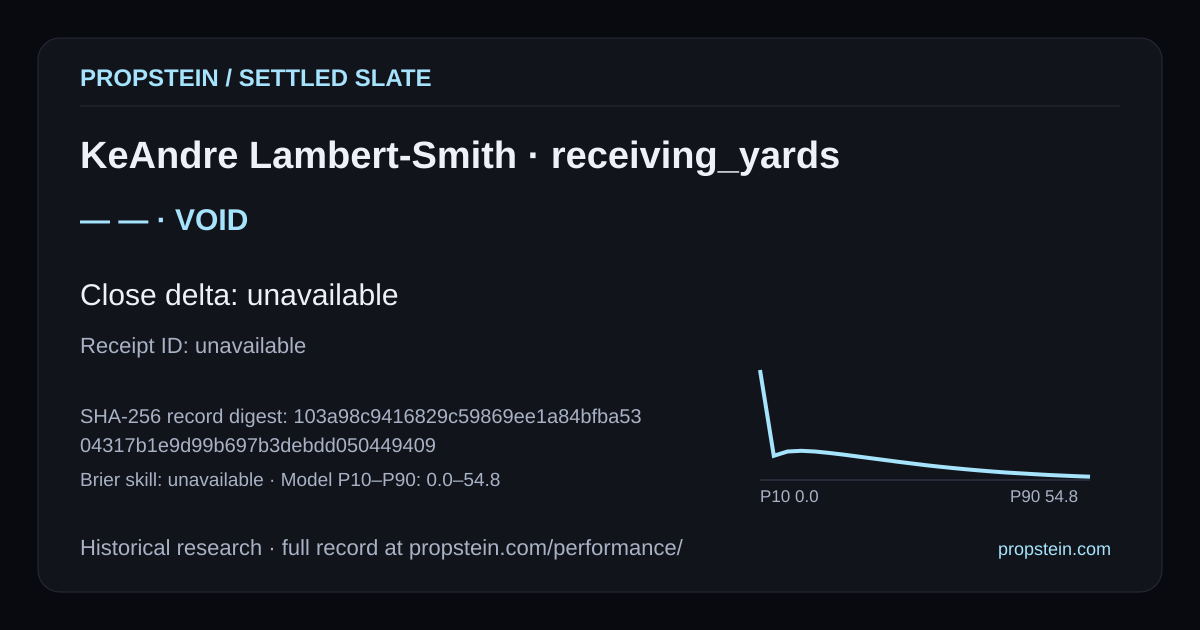 PROPSTEIN / SETTLED SLATE
KeAndre Lambert-Smith · receiving_yards
— — · VOID
Close delta: unavailable
Receipt ID: unavailable
SHA-256 record digest: 103a98c9416829c59869ee1a84bfba53
04317b1e9d99b697b3debdd050449409
Brier skill: unavailable · Model P10–P90: 0.0–54.8
P10 0.0
P90 54.8
Historical research · full record at propstein.com/performance/
propstein.com